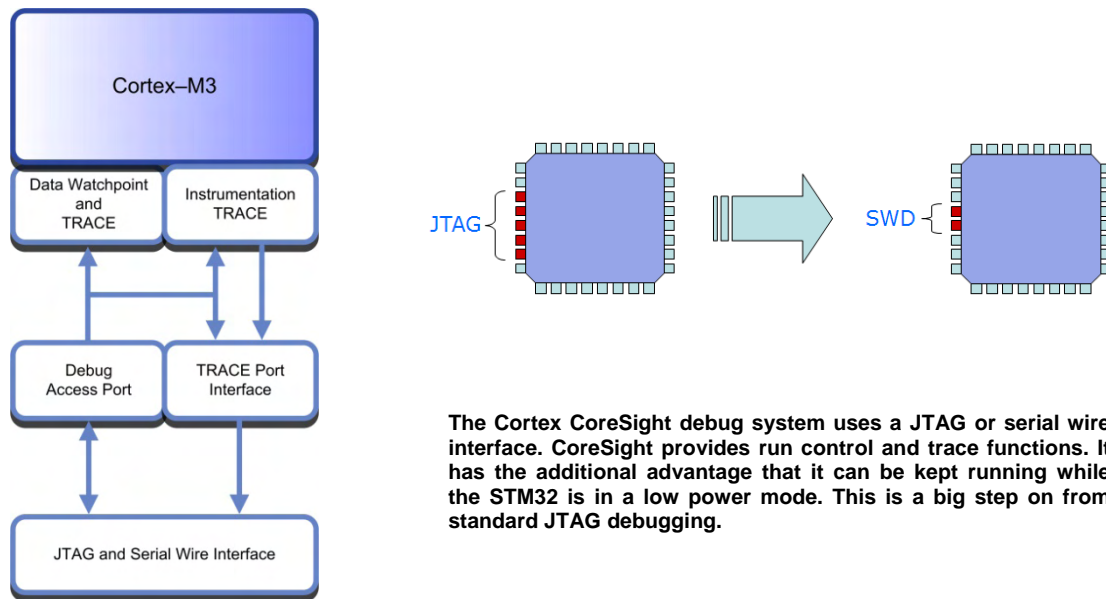 Cortex–M3
Data Watchpoint
and
TRACE
Instrumentation
TRACE
Debug
Access Port
TRACE Port
Interface
JTAG and Serial Wire Interface
JTAG
SWD
The Cortex CoreSight debug system uses a JTAG or serial wire
interface. CoreSight provides run control and trace functions. It
has the additional advantage that it can be kept running while
the STM32 is in a low power mode. This is a big step on from
standard JTAG debugging.